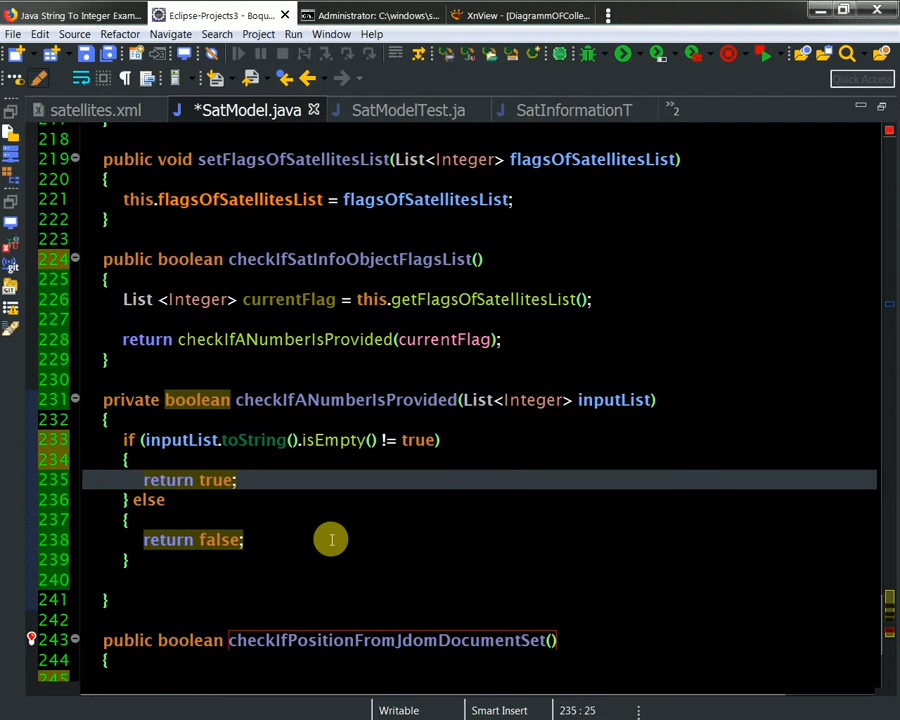 Java String To Integer Exam...
Eclipse-Projects3 - Boqu...
Administrator: C:\windows\s...
XnView - [DiagrammOfColle...
File Edit Source Refactor Navigate Search Project Run Window Help
Quick Access
satellites.xml
*SatModel.java
SatModelTest.ja
SatInformationT
»2
218
219 public void setFlagsOfSatellitesList(List<Integer> flagsOfSatellitesList)
220 {
221 this.flagsOfSatellitesList = flagsOfSatellitesList;
222 }
223
224 public boolean checkIfSatInfoObjectFlagsList()
225 {
226 List <Integer> currentFlag = this.getFlagsOfSatellitesList();
227
228 return checkIfANumberIsProvided(currentFlag);
229 }
230
231 private boolean checkIfANumberIsProvided(List<Integer> inputList)
232 {
233 if (inputList.toString().isEmpty() != true)
234 {
235 return true;
236 } else
237 {
238 return false;
239 }
240
241 }
242
243 public boolean checkIfPositionFromJdomDocumentSet()
244 {
245
Writable Smart Insert 235 : 25